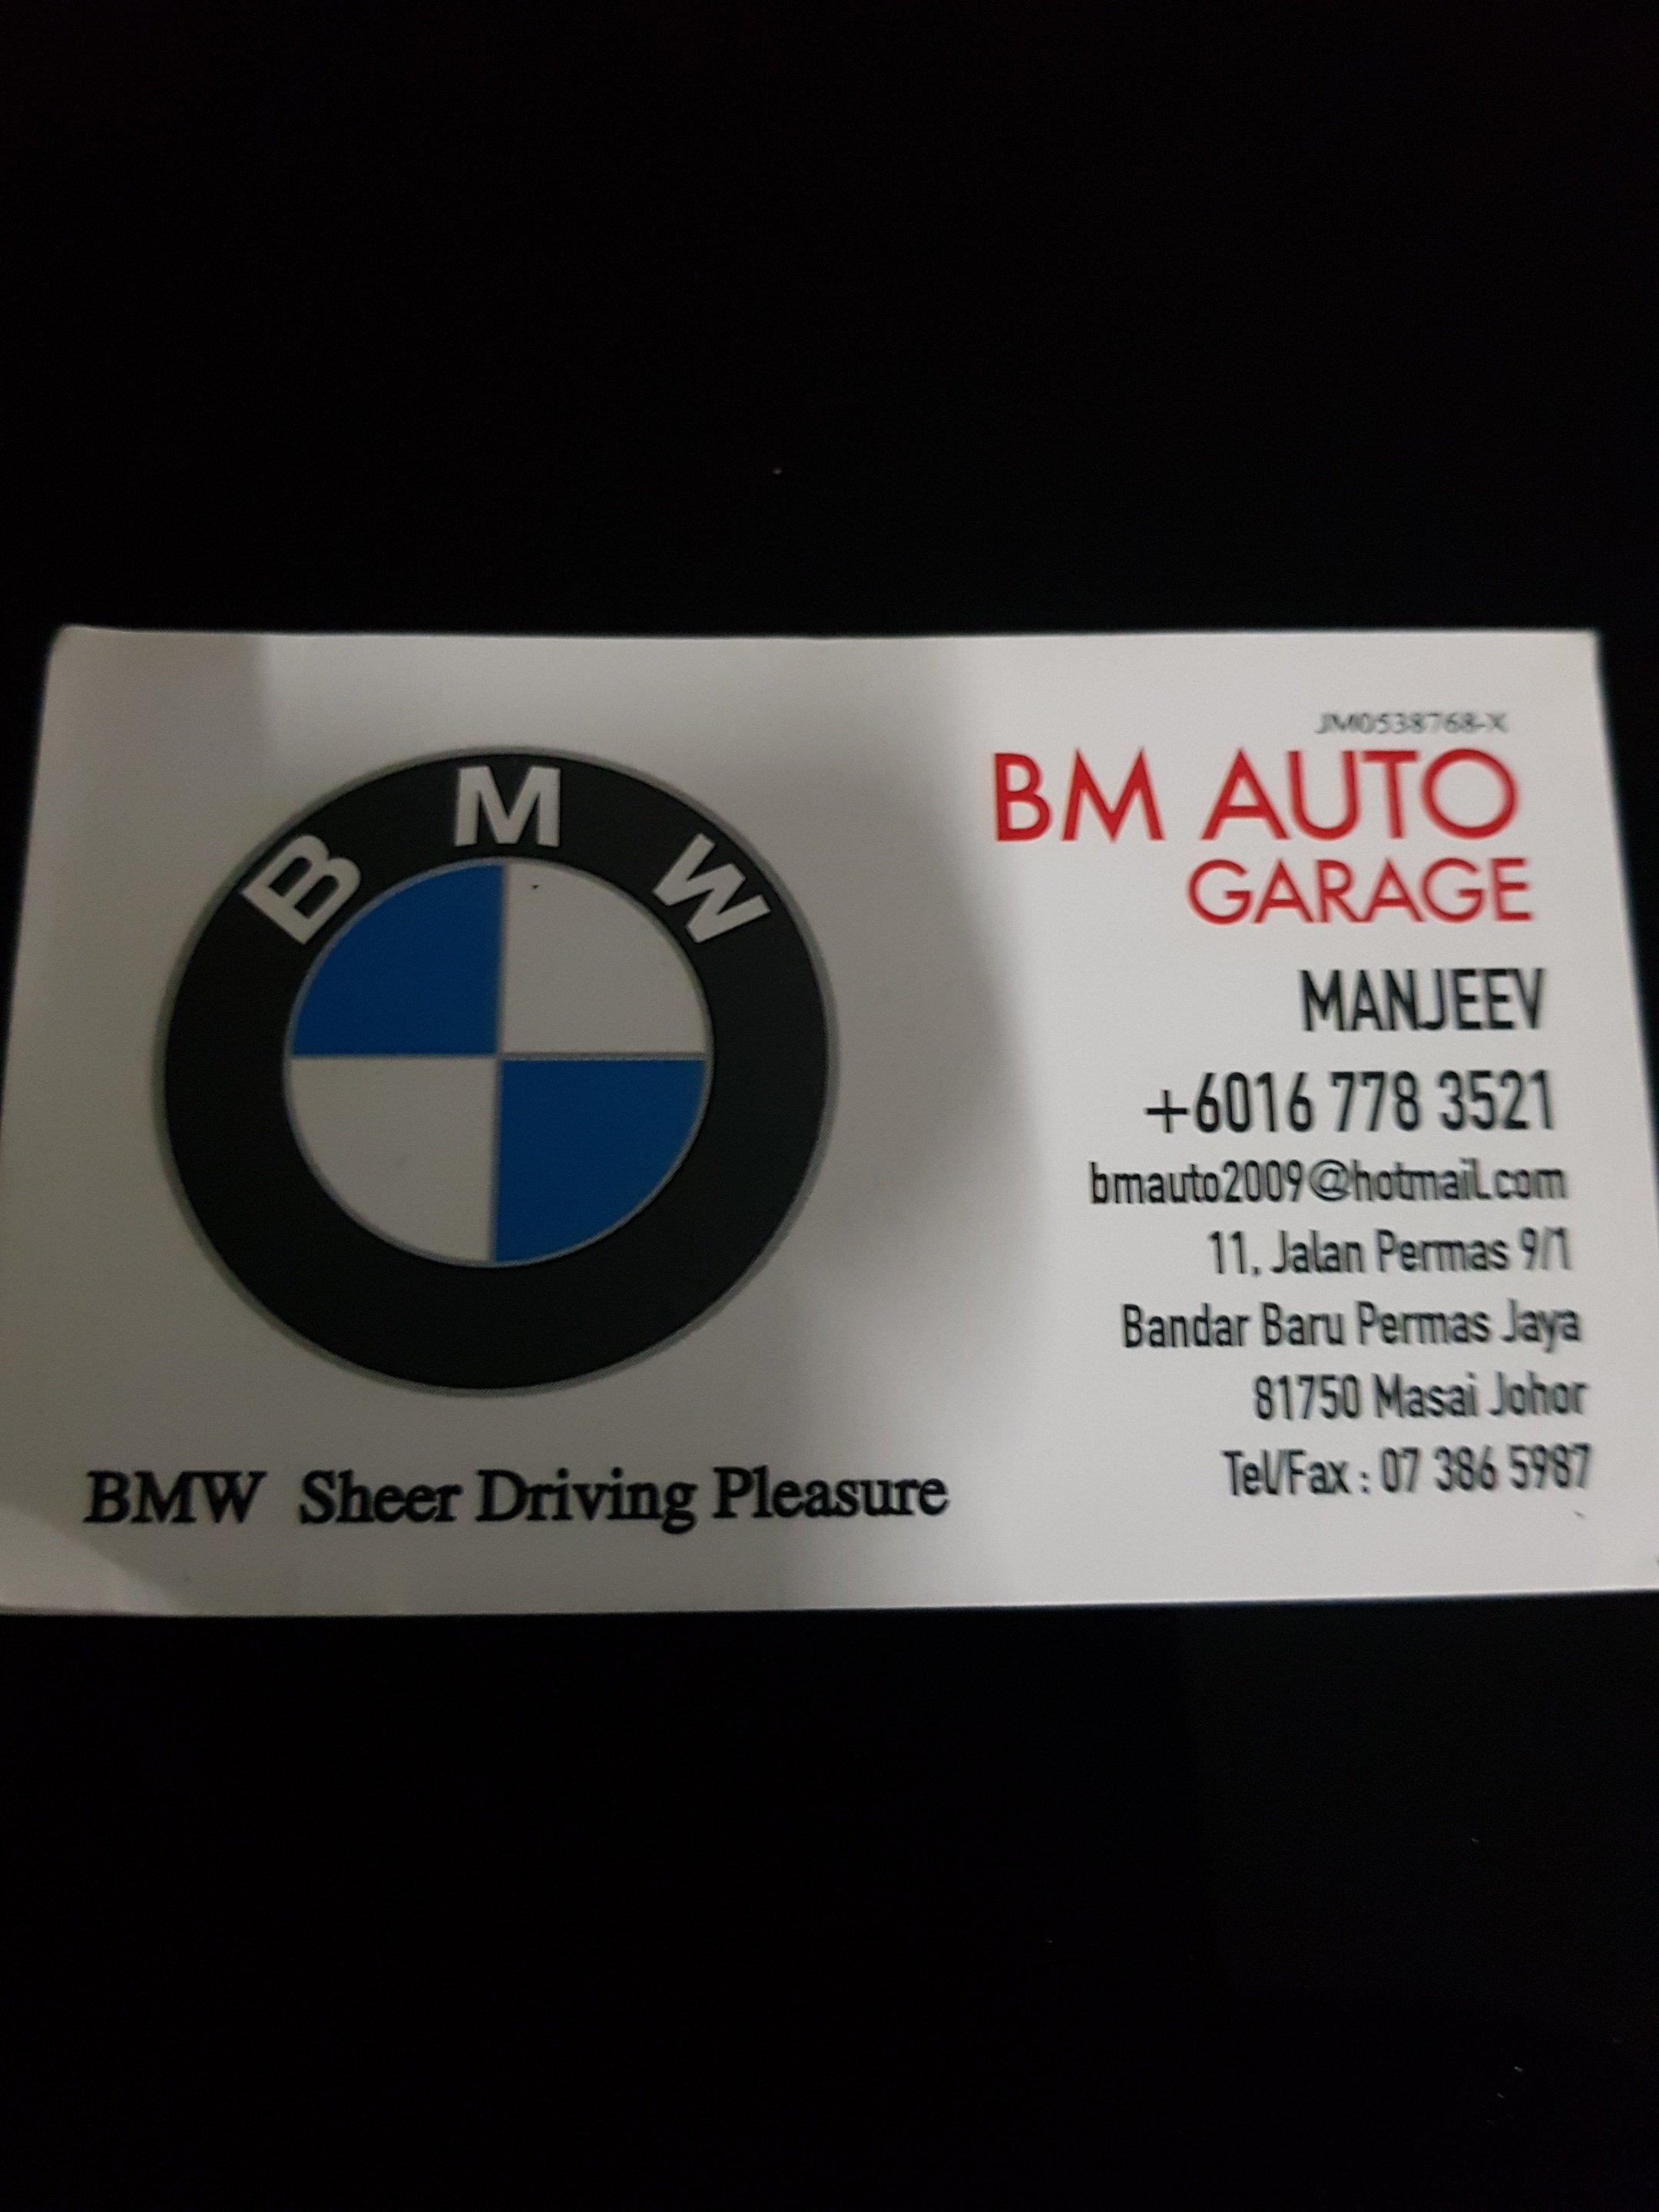 BMW
BMW Sheer Driving Pleasure
JM0538768-X
BM AUTO
GARAGE
MANJEEV
+6016 778 3521
bmauto2009@hotmail.com
11, Jalan Permas 9/1
Bandar Baru Permas Jaya
81750 Masai Johor
Tel/Fax : 07 386 5987